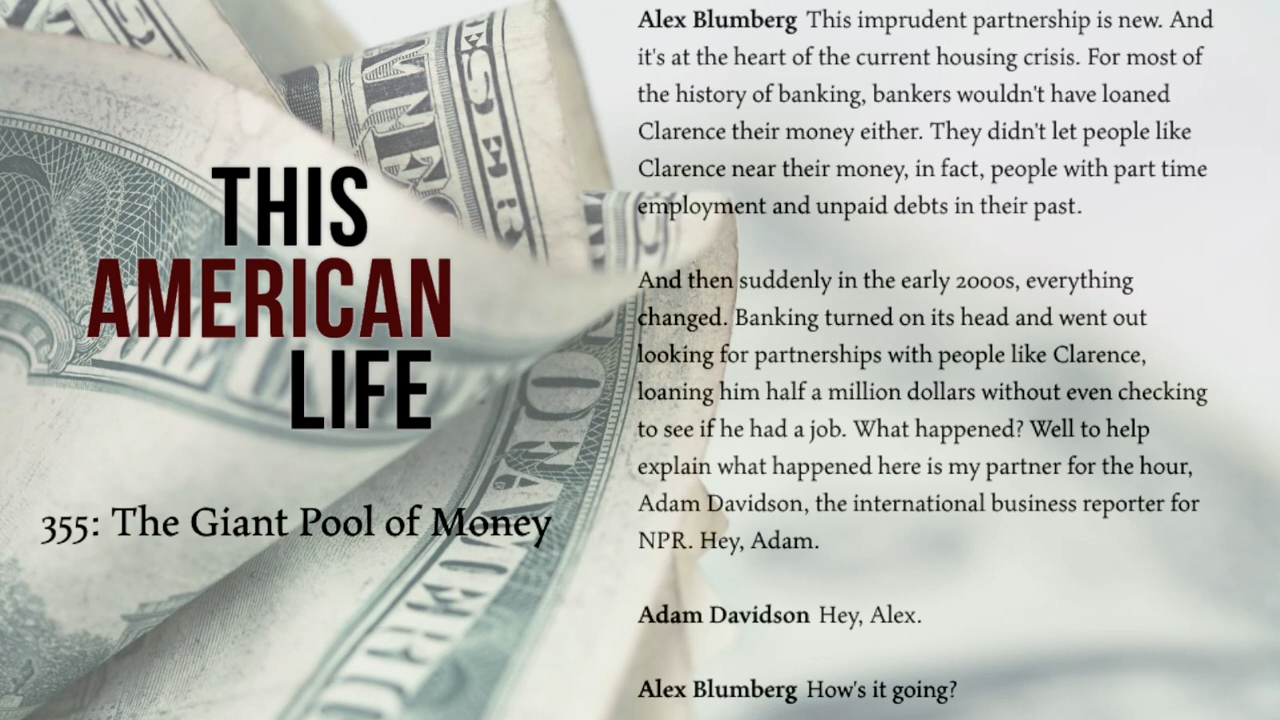 THIS
AMERICAN
LIFE
355: The Giant Pool of Money
Alex Blumberg This imprudent partnership is new. And
it's at the heart of the current housing crisis. For most of
the history of banking, bankers wouldn't have loaned
Clarence their money either. They didn't let people like
Clarence near their money, in fact, people with part time
employment and unpaid debts in their past.
And then suddenly in the early 2000s, everything
changed. Banking turned on its head and went out
looking for partnerships with people like Clarence,
loaning him half a million dollars without even checking
to see if he had a job. What happened? Well to help
explain what happened here is my partner for the hour,
Adam Davidson, the international business reporter for
NPR. Hey, Adam.
Adam Davidson Hey, Alex.
Alex Blumberg How's it going?